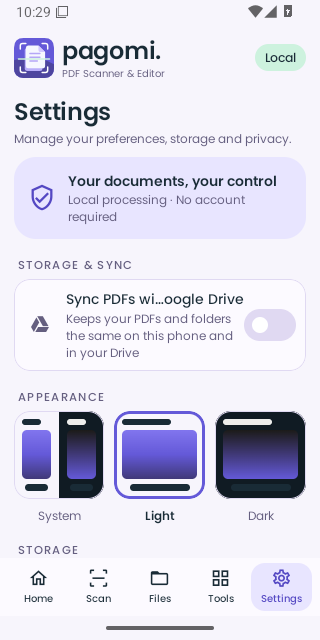 10:29
pagomi.
PDF Scanner & Editor
Local
Settings
Manage your preferences, storage and privacy.
Your documents, your control
Local processing · No account
required
STORAGE & SYNC
Sync PDFs wi...oogle Drive
Keeps your PDFs and folders
the same on this phone and
in your Drive
APPEARANCE
System
Light
Dark
STORAGE
Home
Scan
Files
Tools
Settings